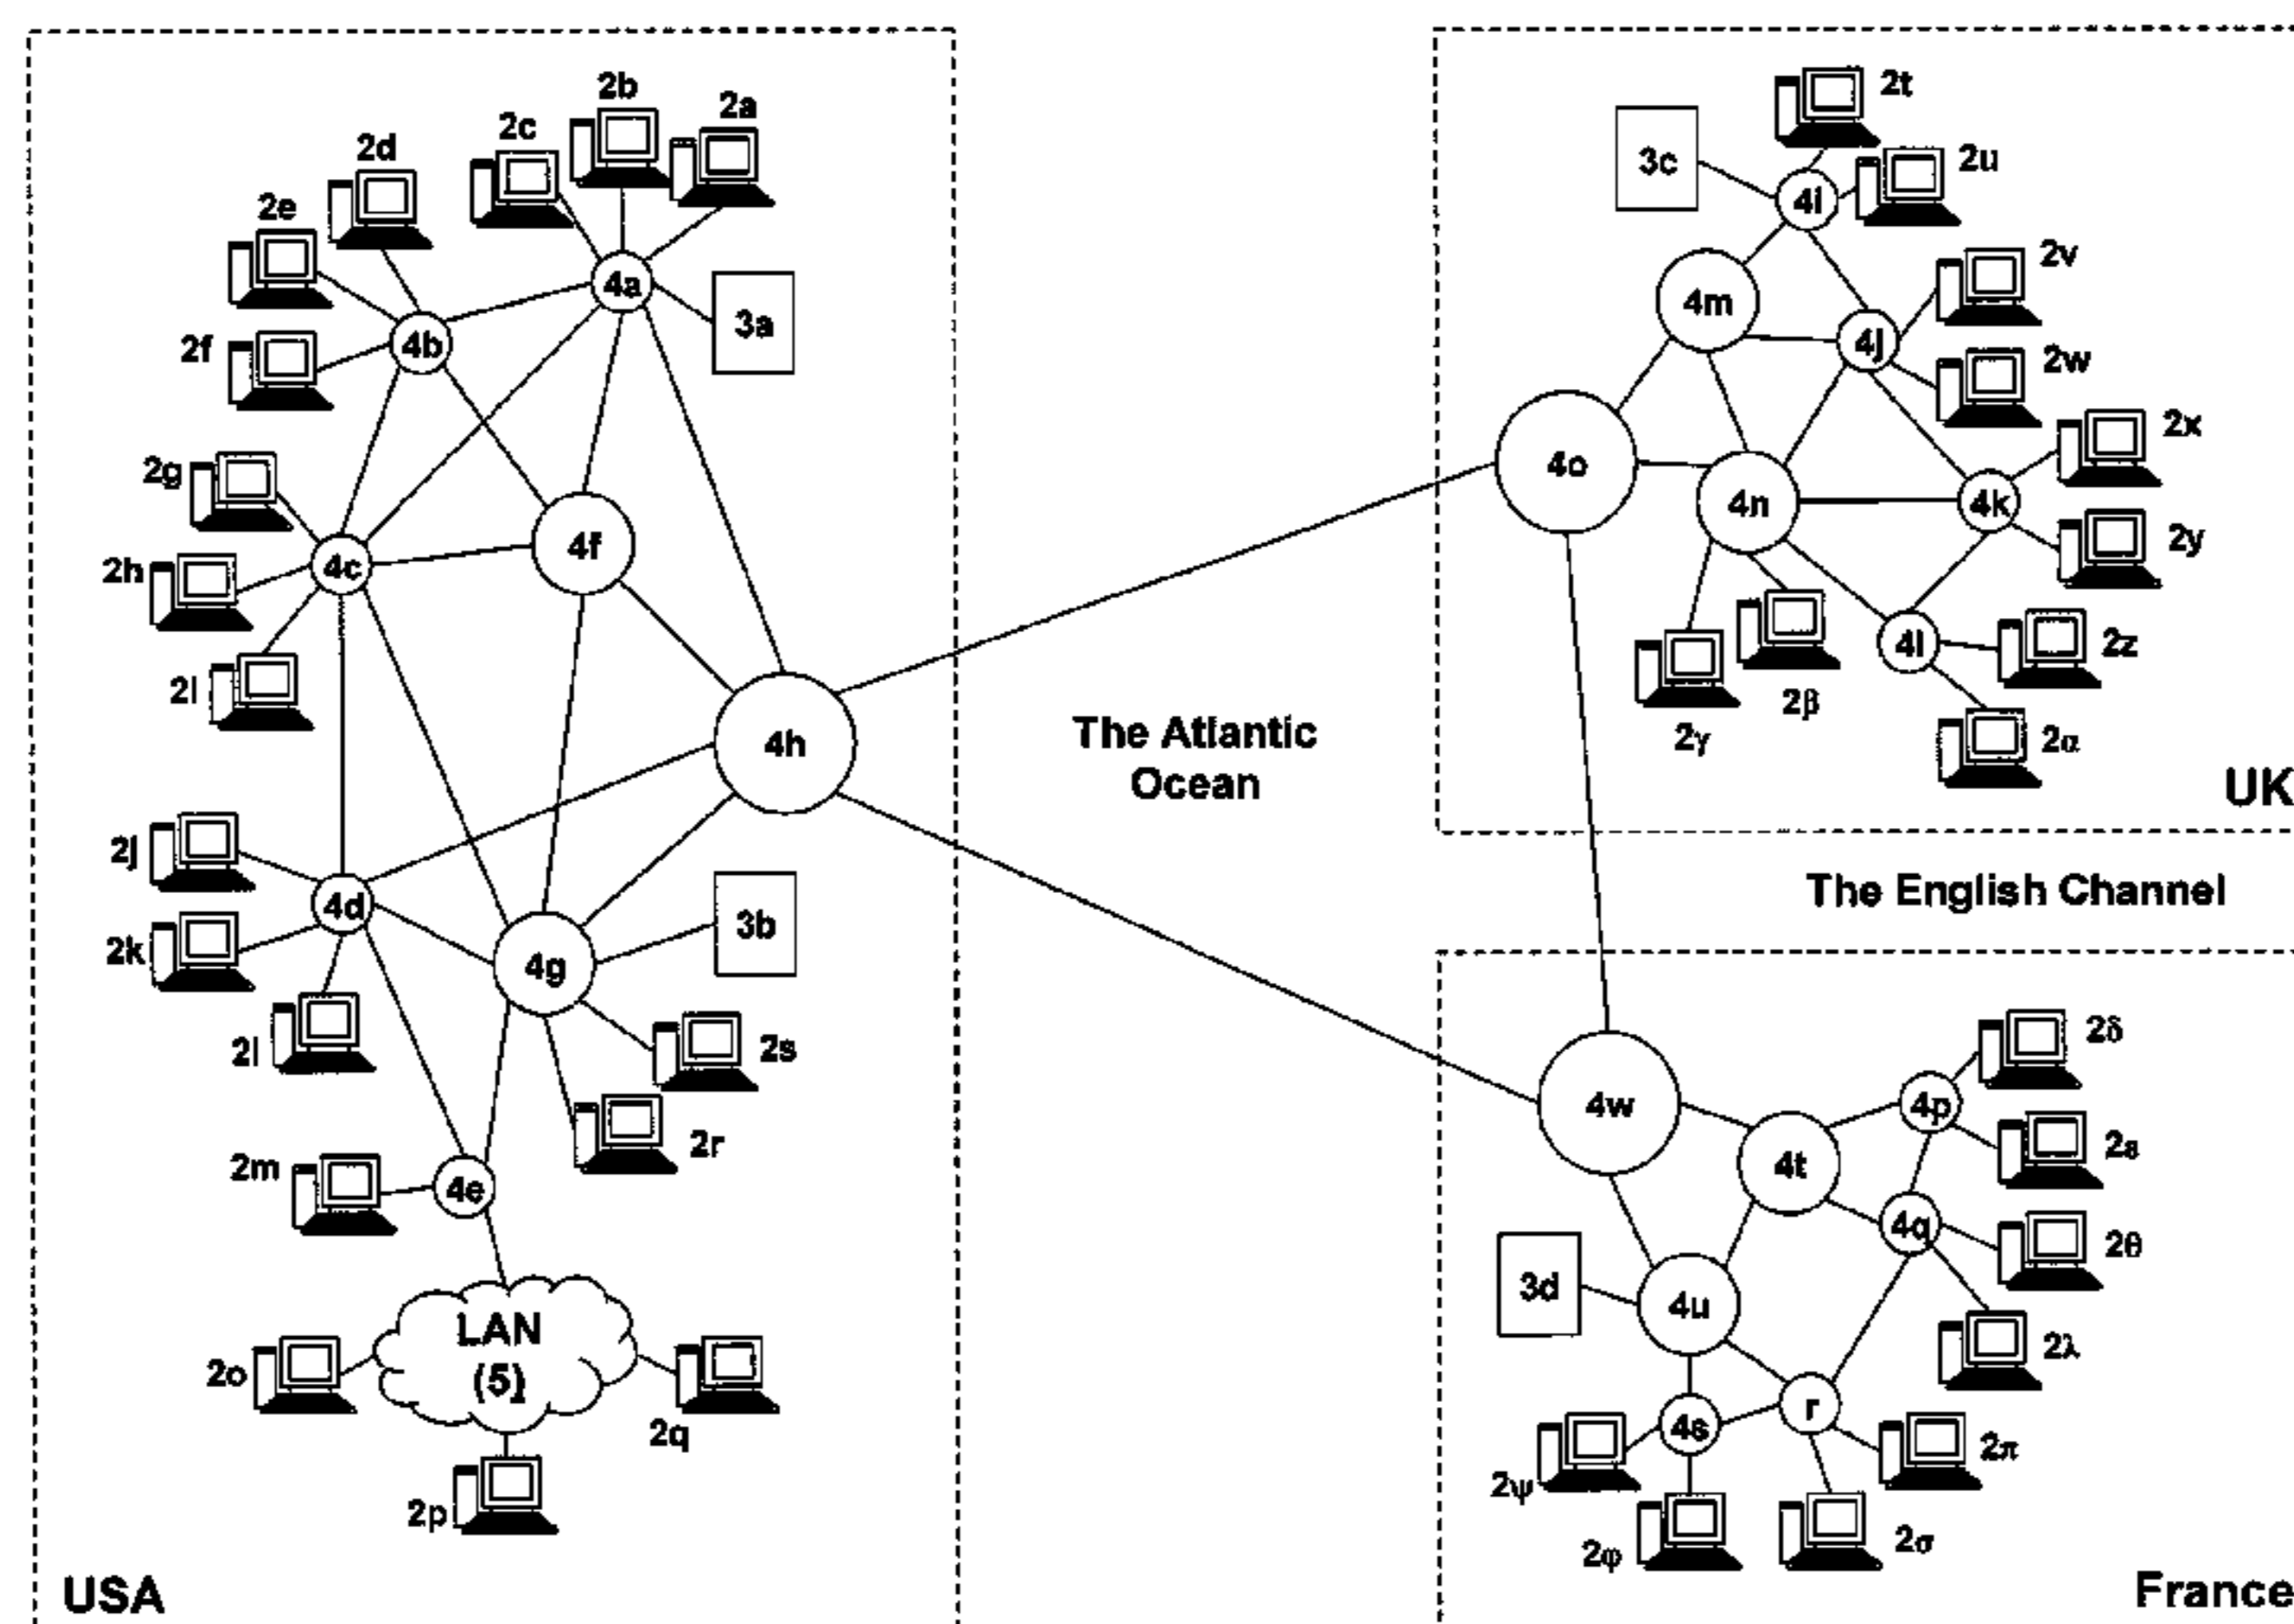 2b
2a
2c
2d
2e
2f
4a
4b
3a
2g
2h
2i
4c
4f
4h
2j
2k
2l
4d
4g
3b
2s
2r
2m
4e
LAN
(5)
2o
2q
2p
USA
The Atlantic
Ocean
2t
3c
2u
4i
4m
2v
4j
2w
4o
2x
4n
4k
2y
4l
2z
2β
2γ
2α
UK
The English Channel
4w
2δ
4p
2ε
4t
4q
2θ
3d
4u
2λ
4s
r
2π
2ψ
2φ
2σ
France